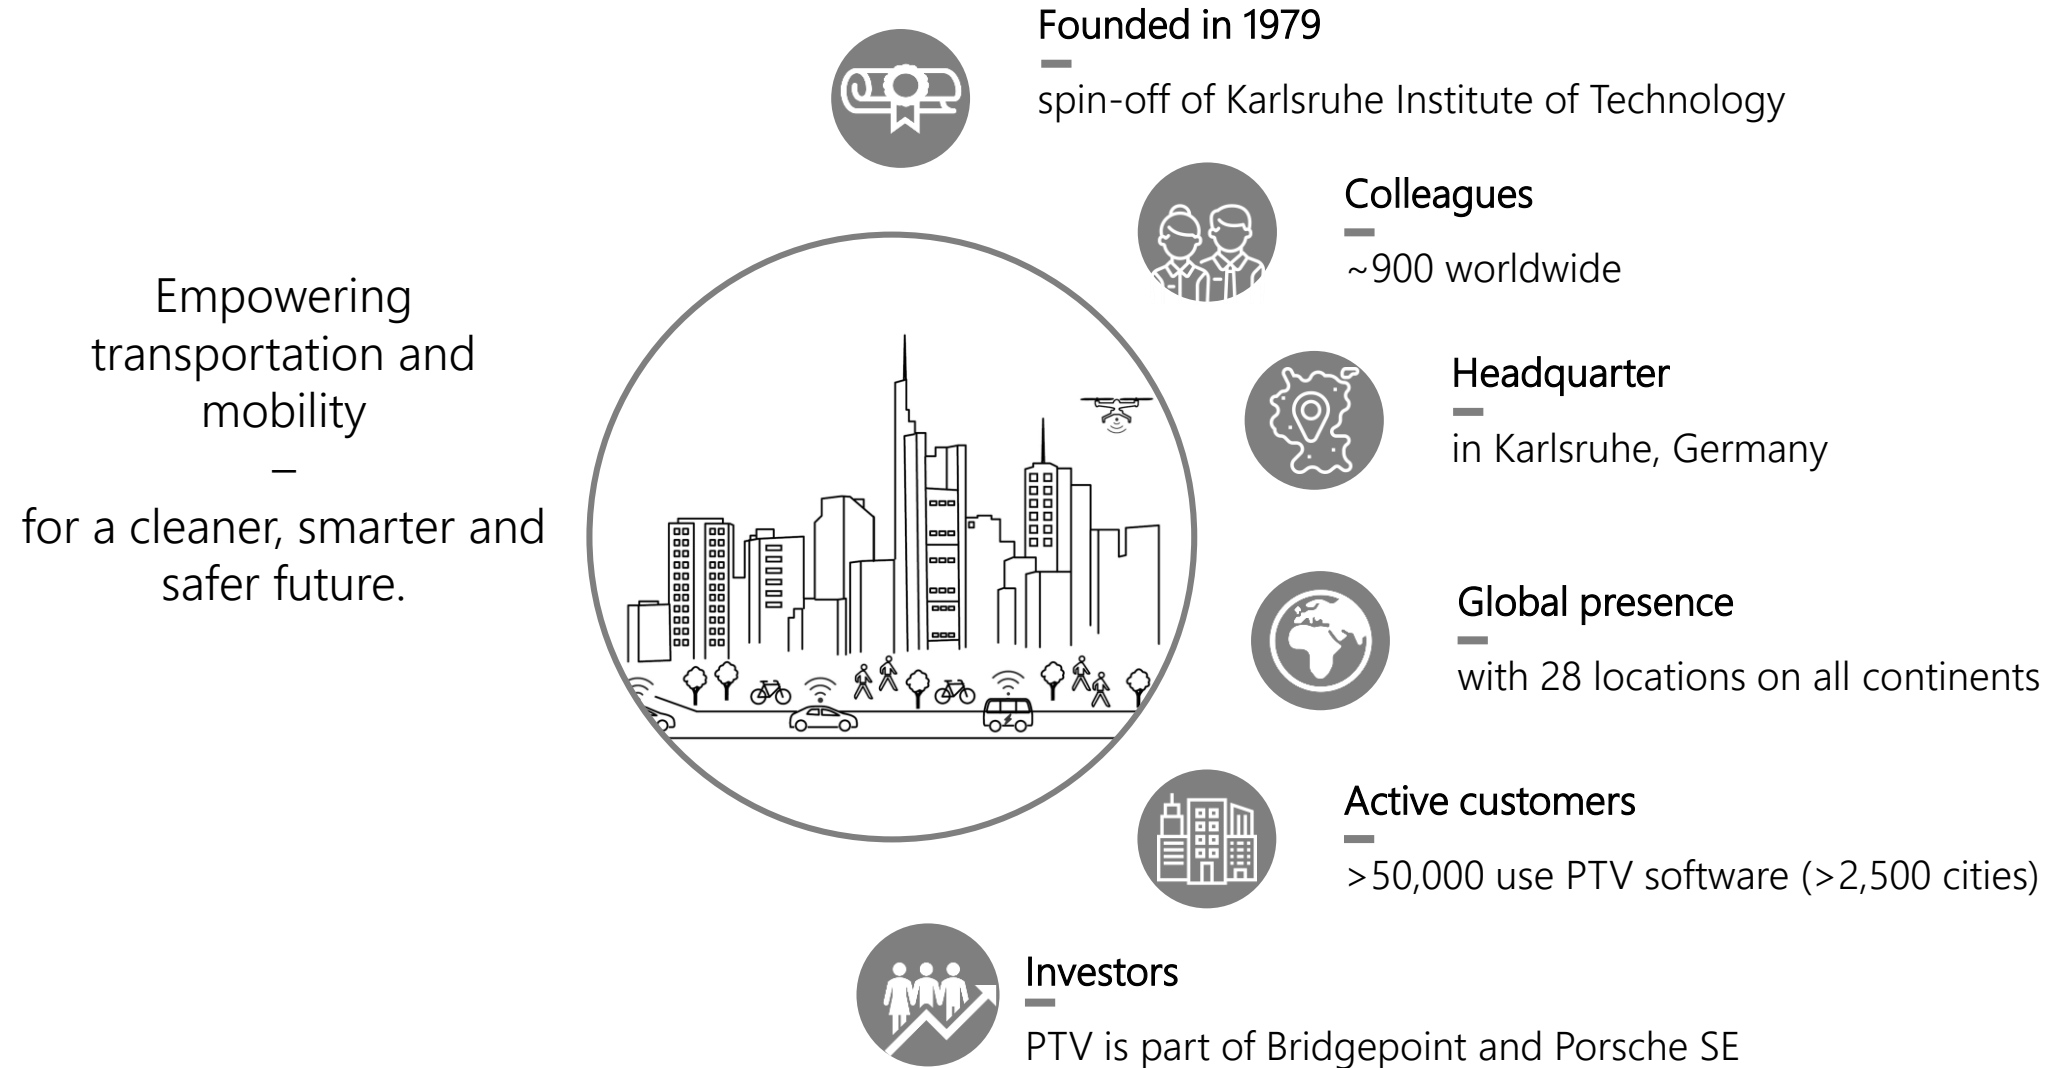 Empowering
transportation and
mobility
–
for a cleaner, smarter and
safer future.
Founded in 1979
spin-off of Karlsruhe Institute of Technology
Colleagues
~900 worldwide
Headquarter
in Karlsruhe, Germany
Global presence
with 28 locations on all continents
Active customers
>50,000 use PTV software (>2,500 cities)
Investors
PTV is part of Bridgepoint and Porsche SE